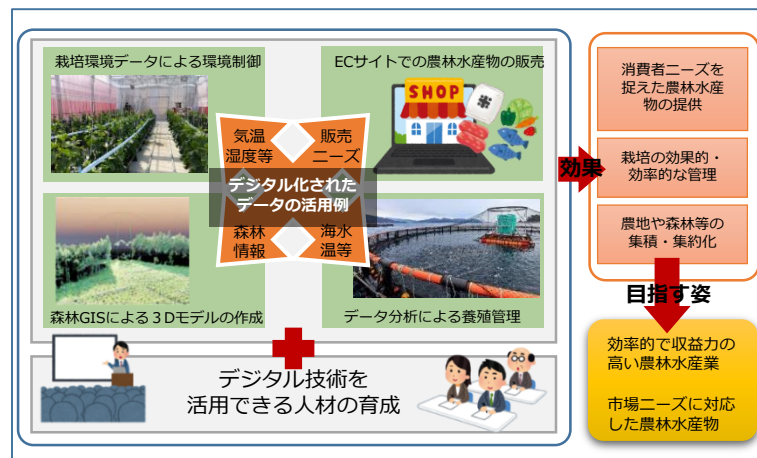 栽培環境データによる環境制御
ECサイトでの農林水産物の販売
SHOP
気温
湿度等
販売
ニーズ
デジタル化された
データの活用例
森林
情報
海水
温等
森林GISによる３Dモデルの作成
データ分析による養殖管理
デジタル技術を
活用できる人材の育成
効果
消費者ニーズを
捉えた農林水産
物の提供
栽培の効果的・
効率的な管理
農地や森林等の
集積・集約化
目指す姿
効率的で収益力の
高い農林水産業
市場ニーズに対応
した農林水産物